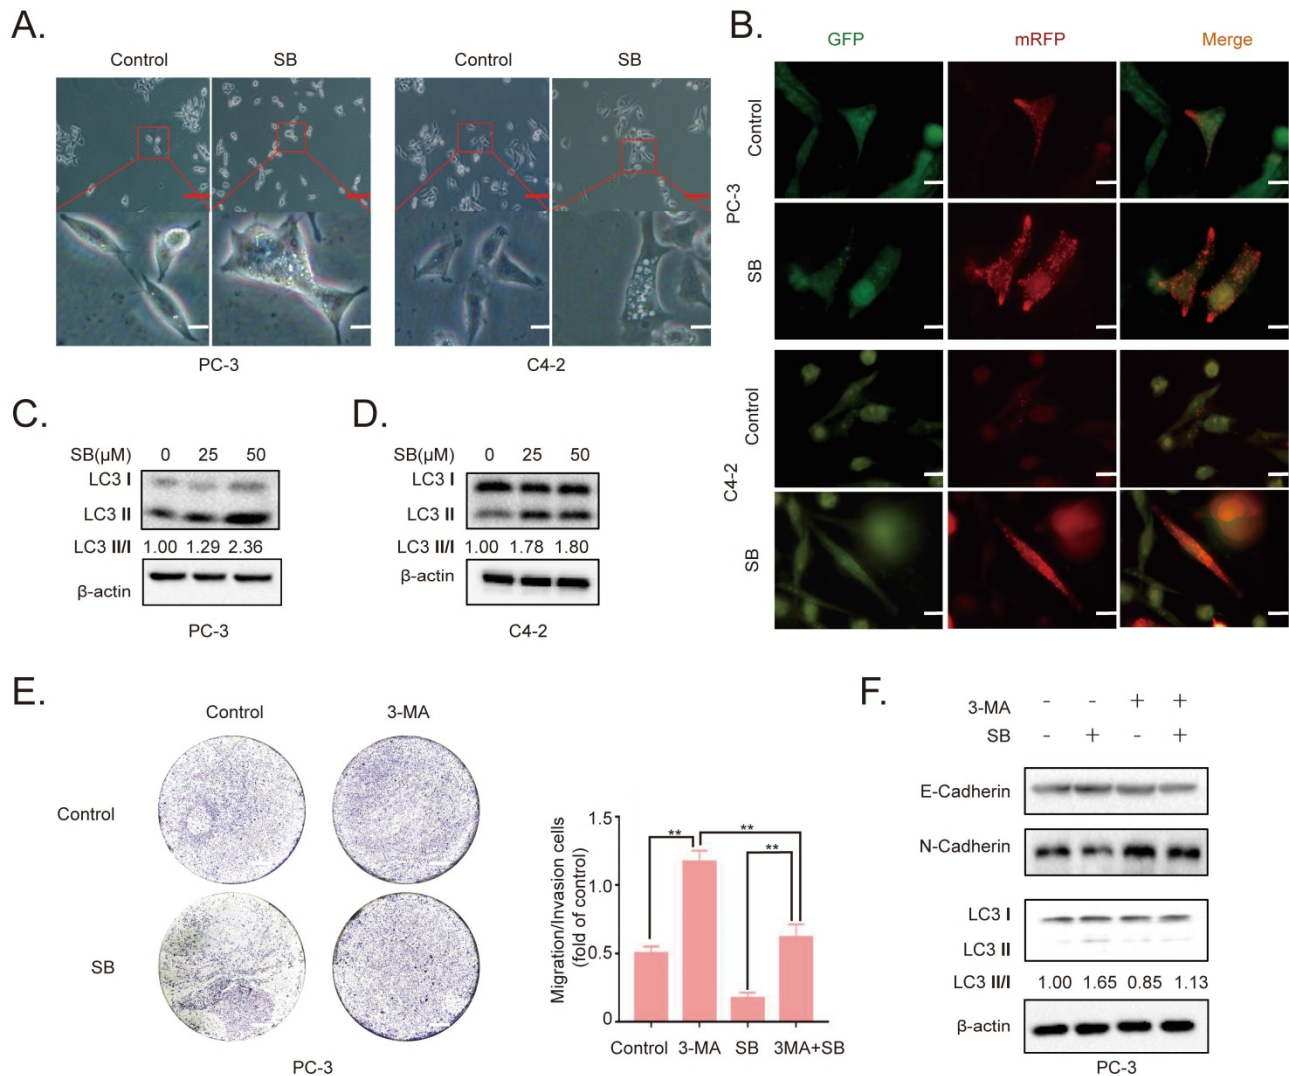 A.
Control SB Control SB
PC-3 C4-2
B.
GFP mRFP Merge
Control
PC-3
SB
Control
C4-2
SB
C.
SB(μM) 0 25 50
LC3 I
LC3 II
LC3 II/I 1.00 1.29 2.36
β-actin
PC-3
D.
SB(μM) 0 25 50
LC3 I
LC3 II
LC3 II/I 1.00 1.78 1.80
β-actin
C4-2
E.
Control 3-MA
Control
SB
PC-3
Migration/Invasion cells
(fold of control)
1.5
1.0
0.5
0
** ** **
Control 3-MA SB 3MA+SB
F.
3-MA - - + +
SB - + - +
E-Cadherin
N-Cadherin
LC3 I
LC3 II
LC3 II/I 1.00 1.65 0.85 1.13
β-actin
PC-3